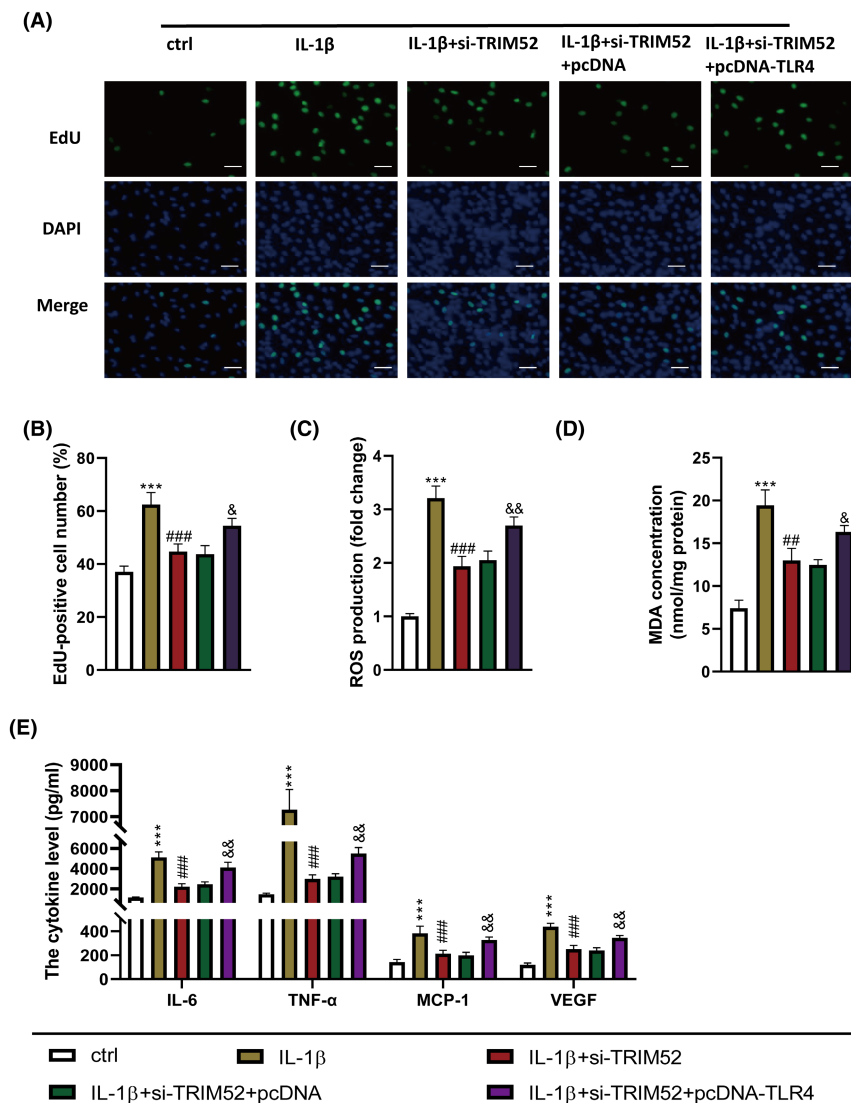 (A)
ctrl
IL-1β
IL-1β+si-TRIM52
IL-1β+si-TRIM52
+pcDNA
IL-1β+si-TRIM52
+pcDNA-TLR4
EdU
DAPI
Merge
(B)
EdU-positive cell number (%)
80
60
40
20
0
***
###
&
(C)
ROS production (fold change)
4
3
2
1
0
***
###
&&
(D)
MDA concentration
(nmol/mg protein)
25
20
15
10
5
0
***
##
&
(E)
The cytokine level (pg/ml)
9000
8000
7000
6000
4000
2000
400
200
0
***
###
&&
***
###
&&
***
###
&&
***
###
&&
IL-6
TNF-α
MCP-1
VEGF
ctrl
IL-1β
IL-1β+si-TRIM52
IL-1β+si-TRIM52+pcDNA
IL-1β+si-TRIM52+pcDNA-TLR4